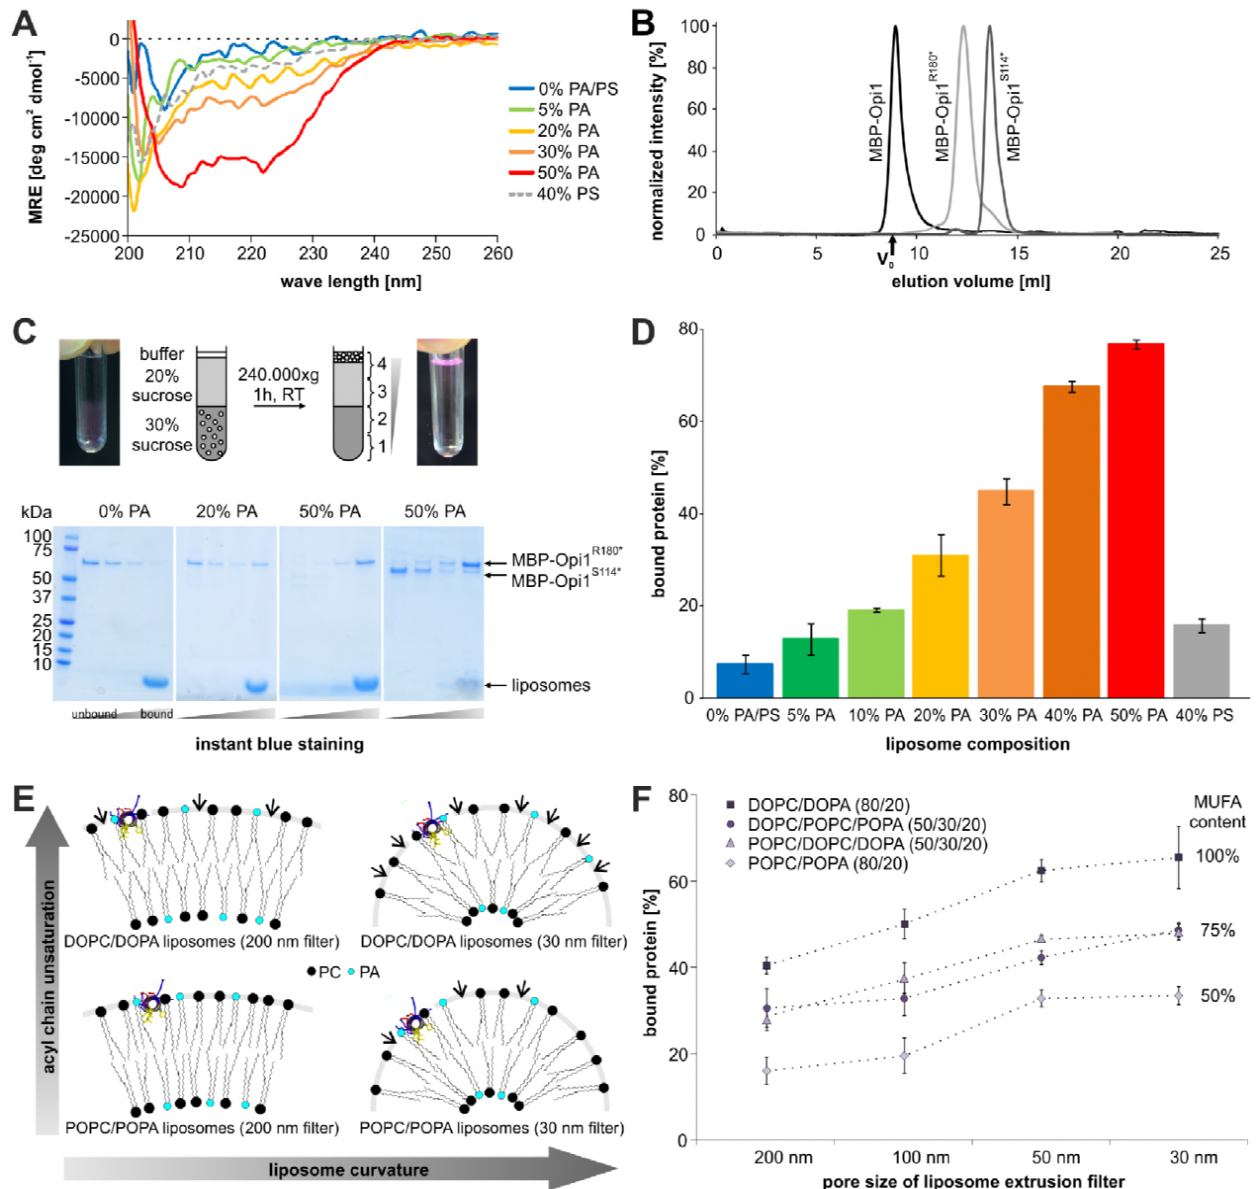 A
0
-5000
-10000
-15000
-20000
-25000
MRE [deg cm² dmol⁻¹]
200 210 220 230 240 250 260
wave length [nm]
0% PA/PS
5% PA
20% PA
30% PA
50% PA
40% PS
B
100
80
60
40
20
0
normalized intensity [%]
MBP-Opi1
MBP-Opi1 R180*
MBP-Opi1 S114*
0 5 10 15 20 25
V₀
elution volume [ml]
C
buffer
20%
sucrose
30%
sucrose
240.000xg
1h, RT
4
3
2
1
kDa 0% PA 20% PA 50% PA 50% PA
100
75
50
37
25
20
15
10
MBP-Opi1 R180*
MBP-Opi1 S114*
liposomes
unbound bound
instant blue staining
D
80
60
40
20
0
bound protein [%]
0% PA/PS 5% PA 10% PA 20% PA 30% PA 40% PA 50% PA 40% PS
liposome composition
E
acyl chain unsaturation
DOPC/DOPA liposomes (200 nm filter) DOPC/DOPA liposomes (30 nm filter)
PC PA
POPC/POPA liposomes (200 nm filter) POPC/POPA liposomes (30 nm filter)
liposome curvature
F
80
60
40
20
0
bound protein [%]
DOPC/DOPA (80/20)
DOPC/POPC/POPA (50/30/20)
POPC/DOPC/DOPA (50/30/20)
POPC/POPA (80/20)
MUFA
content
100%
75%
50%
200 nm 100 nm 50 nm 30 nm
pore size of liposome extrusion filter